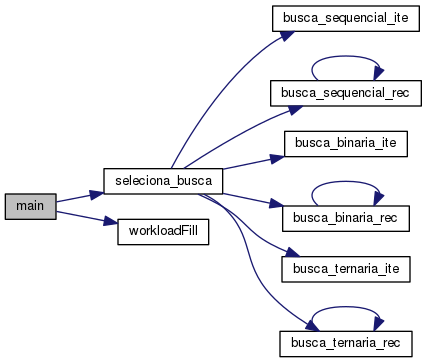 busca_sequencial_ite
busca_sequencial_rec
busca_binaria_ite
seleciona_busca
main
busca_binaria_rec
workloadFill
busca_ternaria_ite
busca_ternaria_rec